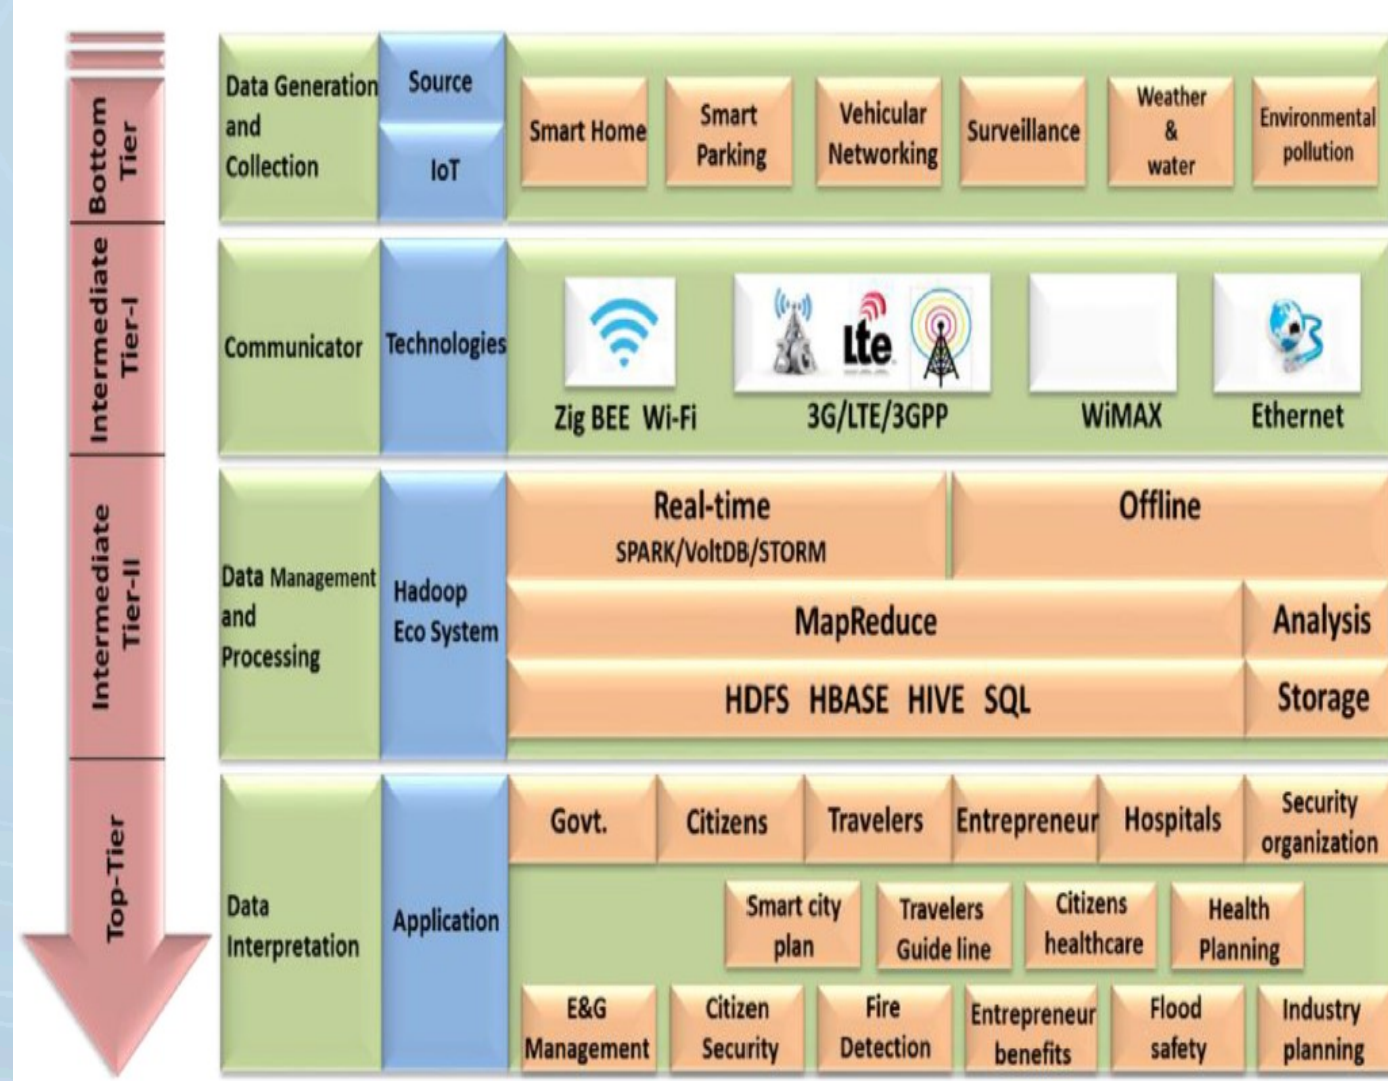 Bottom
Tier
Data Generation
and
Collection
Source
IoT
Smart Home
Smart
Parking
Vehicular
Networking
Surveillance
Weather
&
water
Environmental
pollution
Intermediate
Tier-I
Communicator
Technologies
Zig BEE Wi-Fi
3G
Lte
3G/LTE/3GPP
WiMAX
Ethernet
Intermediate
Tier-II
Data Management
and
Processing
Hadoop
Eco System
Real-time
SPARK/VoltDB/STORM
Offline
MapReduce
Analysis
HDFS HBASE HIVE SQL
Storage
Top-Tier
Data
Interpretation
Application
Govt.
Citizens
Travelers
Entrepreneur
Hospitals
Security
organization
Smart city
plan
Travelers
Guide line
Citizens
healthcare
Health
Planning
E&G
Management
Citizen
Security
Fire
Detection
Entrepreneur
benefits
Flood
safety
Industry
planning